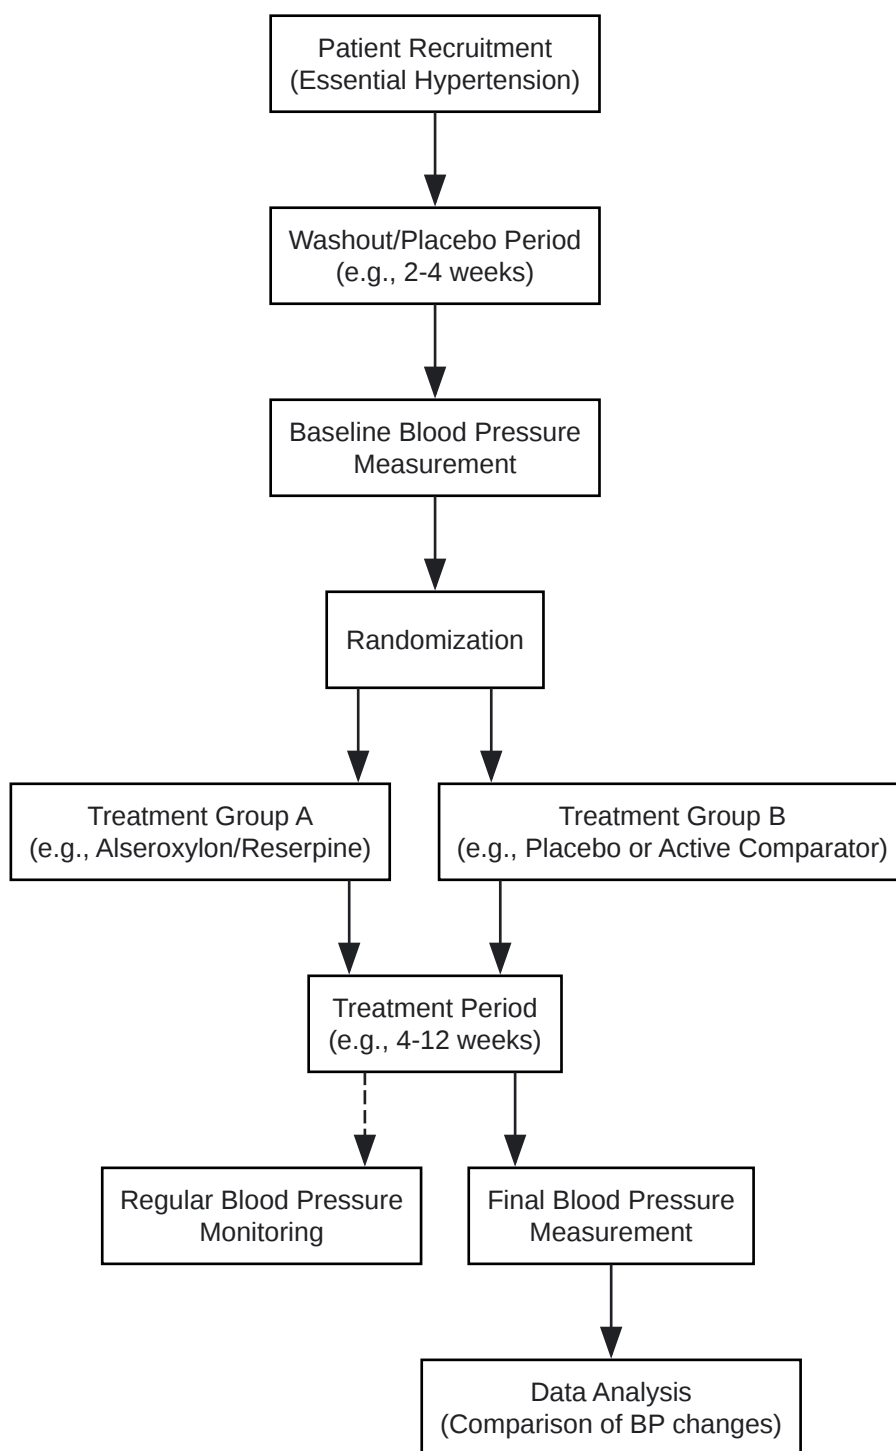 Patient Recruitment
(Essential Hypertension)
Washout/Placebo Period
(e.g., 2-4 weeks)
Baseline Blood Pressure
Measurement
Randomization
Treatment Group A
(e.g., Alseroxylon/Reserpine)
Treatment Group B
(e.g., Placebo or Active Comparator)
Treatment Period
(e.g., 4-12 weeks)
Regular Blood Pressure
Monitoring
Final Blood Pressure
Measurement
Data Analysis
(Comparison of BP changes)